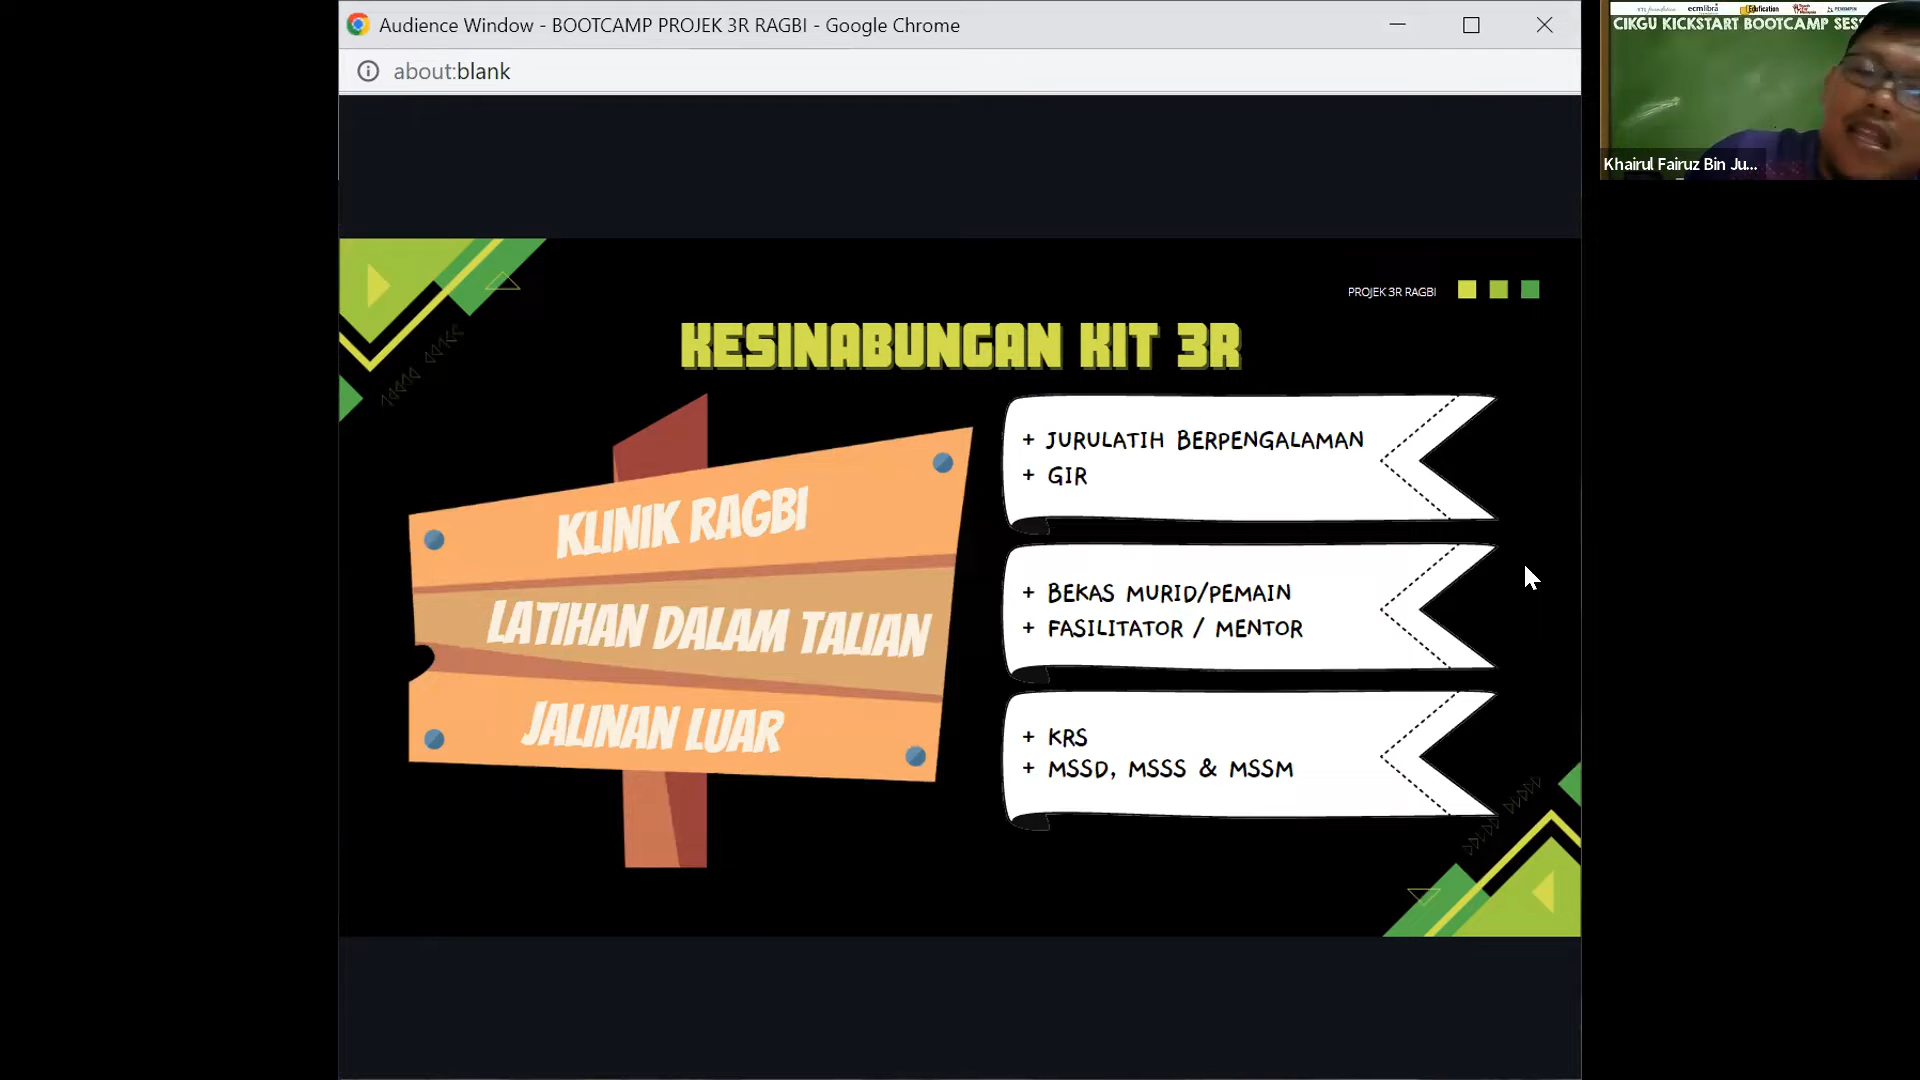 Audience Window - BOOTCAMP PROJEK 3R RAGBI - Google Chrome
about:blank
ecmlibra
Edufication
CIKGU KICKSTART BOOTCAMP SES
Khairul Fairuz Bin Ju...
PROJEK 3R RAGBI
KESINABUNGAN KIT 3R
KLINIK RAGBI
LATIHAN DALAM TALIAN
JALINAN LUAR
+ JURULATIH BERPENGALAMAN
+ GIR
+ BEKAS MURID/PEMAIN
+ FASILITATOR / MENTOR
+ KRS
+ MSSD, MSSS & MSSM